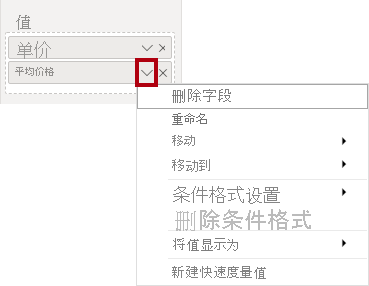 值
单价
平均价格
删除字段
重命名
移动
移动到
条件格式设置
删除条件格式
将值显示为
新建快速度量值